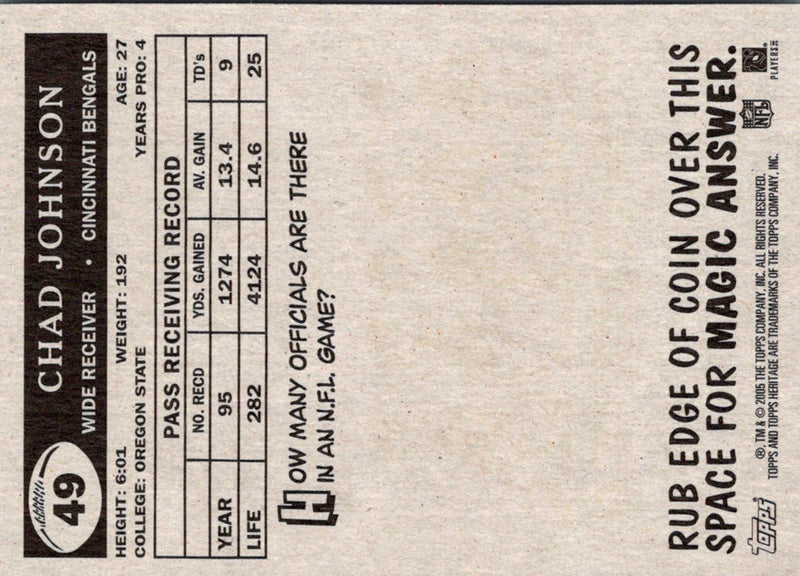 49
CHAD JOHNSON
WIDE RECEIVER • CINCINNATI BENGALS
HEIGHT: 6:01 WEIGHT: 192 AGE: 27
COLLEGE: OREGON STATE YEARS PRO: 4
PASS RECEIVING RECORD
NO. RECD YDS. GAINED AV. GAIN TD's
YEAR 95 1274 13.4 9
LIFE 282 4124 14.6 25
HOW MANY OFFICIALS ARE THERE
IN AN N.F.L. GAME?
RUB EDGE OF COIN OVER THIS
SPACE FOR MAGIC ANSWER.
TOPPS
®, TM & © 2005 THE TOPPS COMPANY, INC. ALL RIGHTS RESERVED.
TOPPS AND TOPPS HERITAGE ARE TRADEMARKS OF THE TOPPS COMPANY, INC.
NFL
PLAYERS